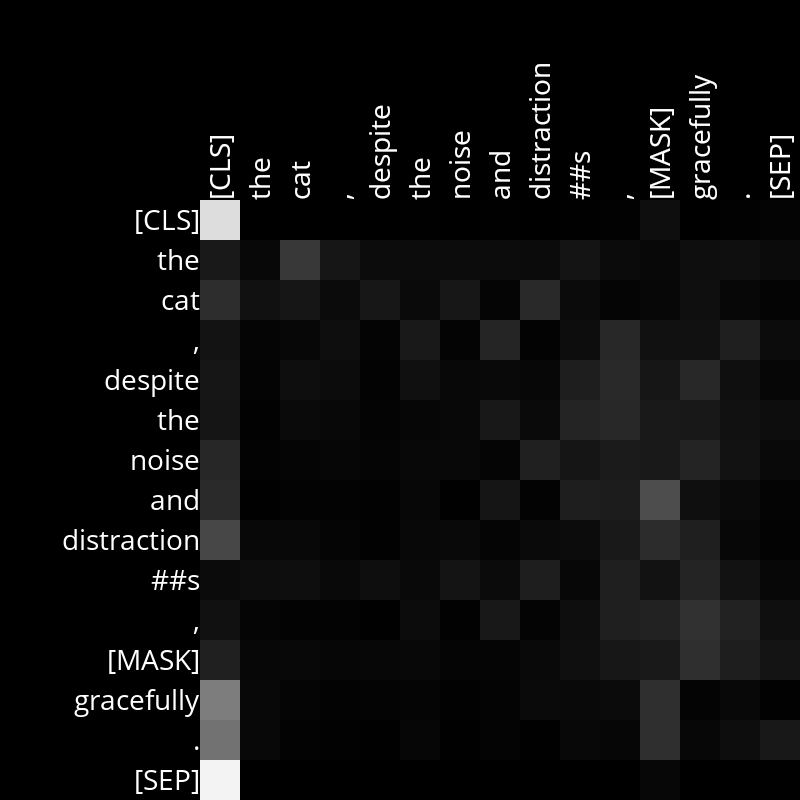 [CLS]
the
cat
,
despite
the
noise
and
distraction
##s
,
[MASK]
gracefully
.
[SEP]
[CLS]
the
cat
,
despite
the
noise
and
distraction
##s
,
[MASK]
gracefully
.
[SEP]